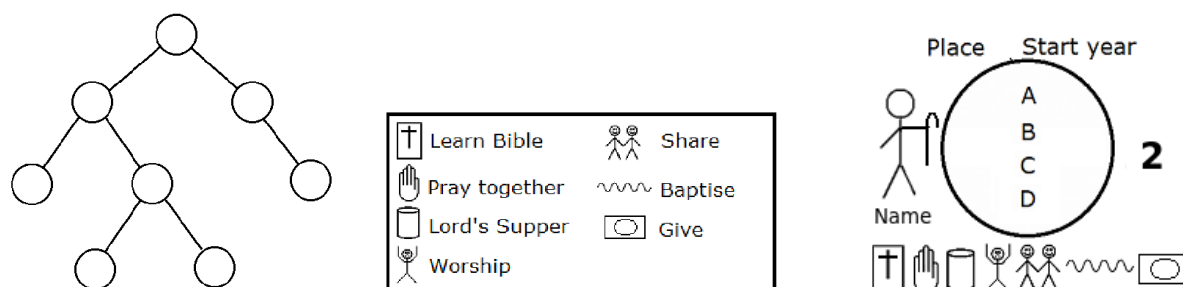 Place Start year
A
B
C
D
2
Name
Learn Bible
Share
Pray together
Baptise
Lord's Supper
Give
Worship